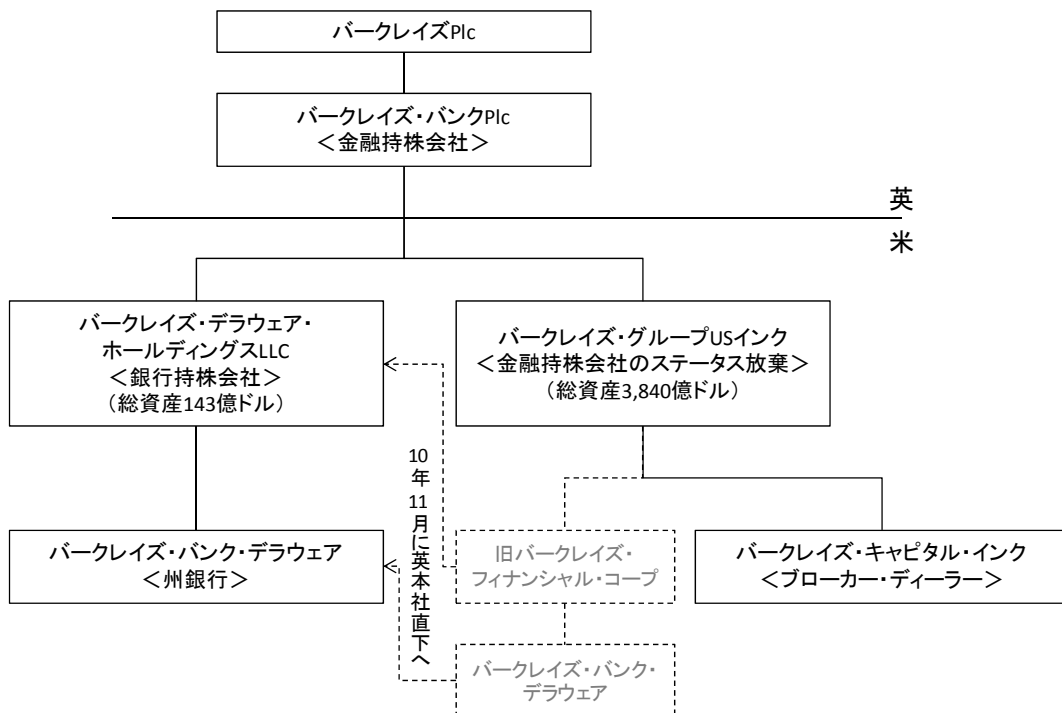 バークレイズPlc
バークレイズ・バンクPlc
＜金融持株会社＞
英
米
バークレイズ・デラウェア・
ホールディングスLLC
＜銀行持株会社＞
（総資産143億ドル）
バークレイズ・グループUSインク
＜金融持株会社のステータス放棄＞
（総資産3,840億ドル）
10年11月に英本社直下へ
バークレイズ・バンク・デラウェア
＜州銀行＞
旧バークレイズ・
フィナンシャル・コープ
バークレイズ・キャピタル・インク
＜ブローカー・ディーラー＞
バークレイズ・バンク・
デラウェア